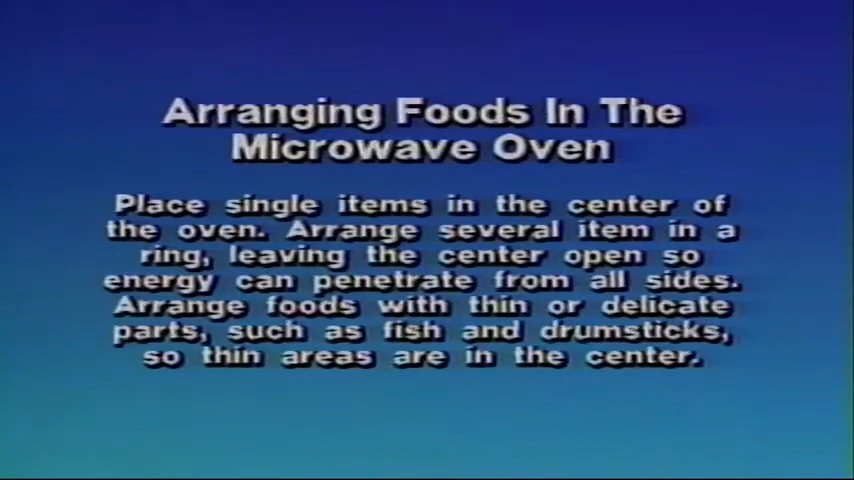 Arranging Foods In The
Microwave Oven
Place single items in the center of
the oven. Arrange several item in a
ring, leaving the center open so
energy can penetrate from all sides.
Arrange foods with thin or delicate
parts, such as fish and drumsticks,
so thin areas are in the center.